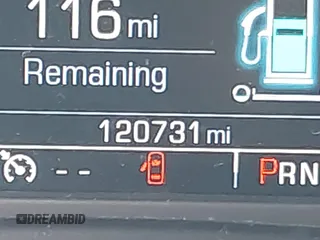 116 mi
Remaining
120731 mi
-- PRN
DREAMBID